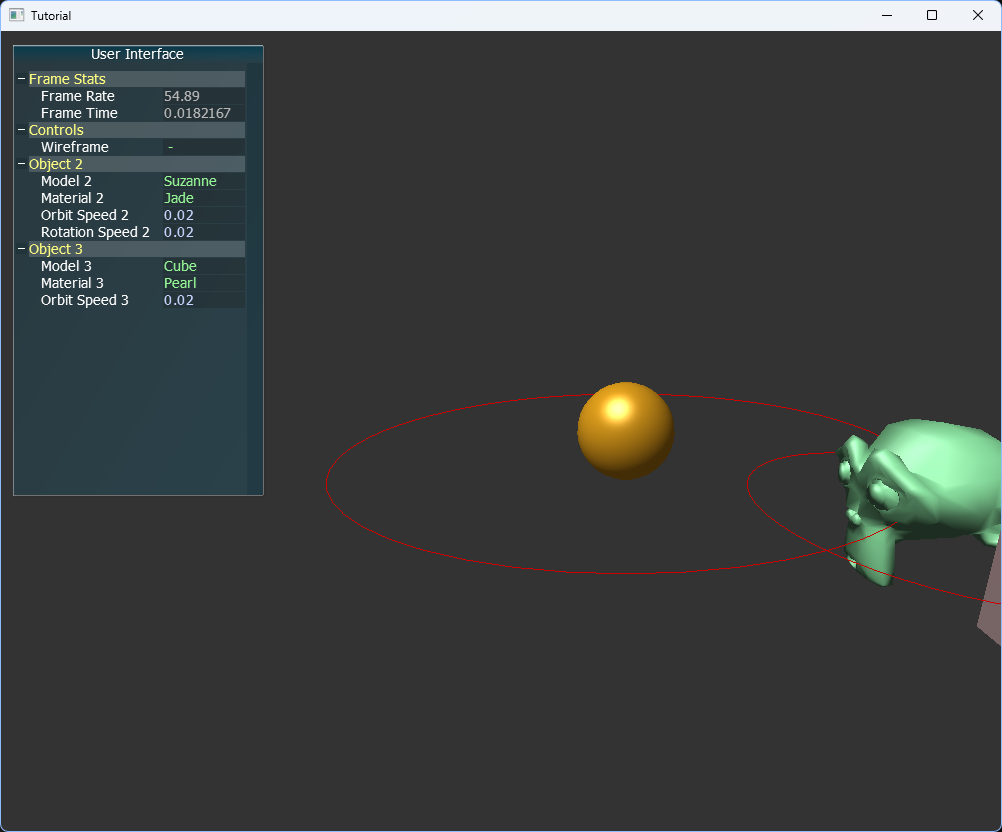 Tutorial
User Interface
Frame Stats
Frame Rate 54.89
Frame Time 0.0182167
Controls
Wireframe -
Object 2
Model 2 Suzanne
Material 2 Jade
Orbit Speed 2 0.02
Rotation Speed 2 0.02
Object 3
Model 3 Cube
Material 3 Pearl
Orbit Speed 3 0.02